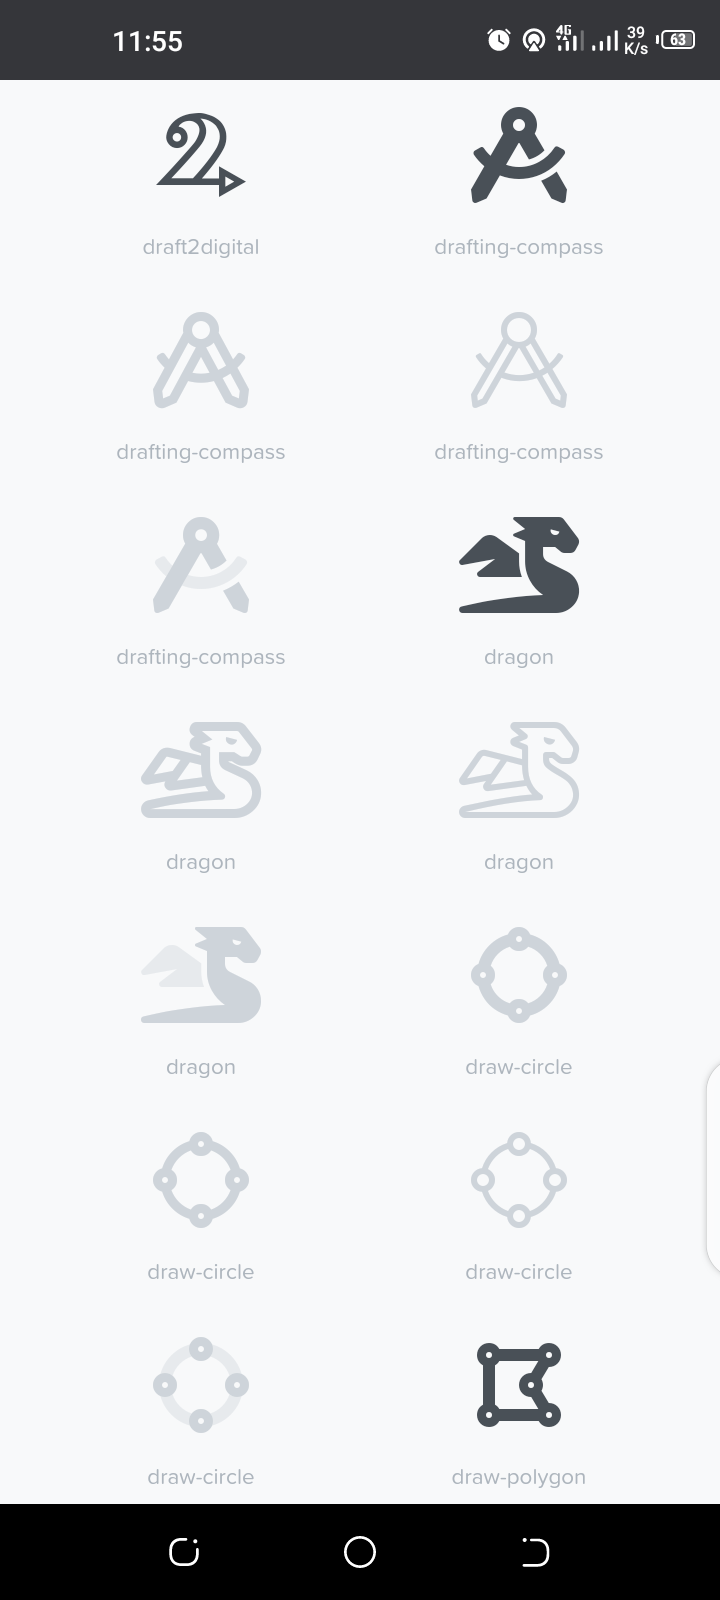 11:55
4G
39
K/s
63
draft2digital
drafting-compass
drafting-compass
drafting-compass
drafting-compass
dragon
dragon
dragon
dragon
draw-circle
draw-circle
draw-circle
draw-circle
draw-polygon